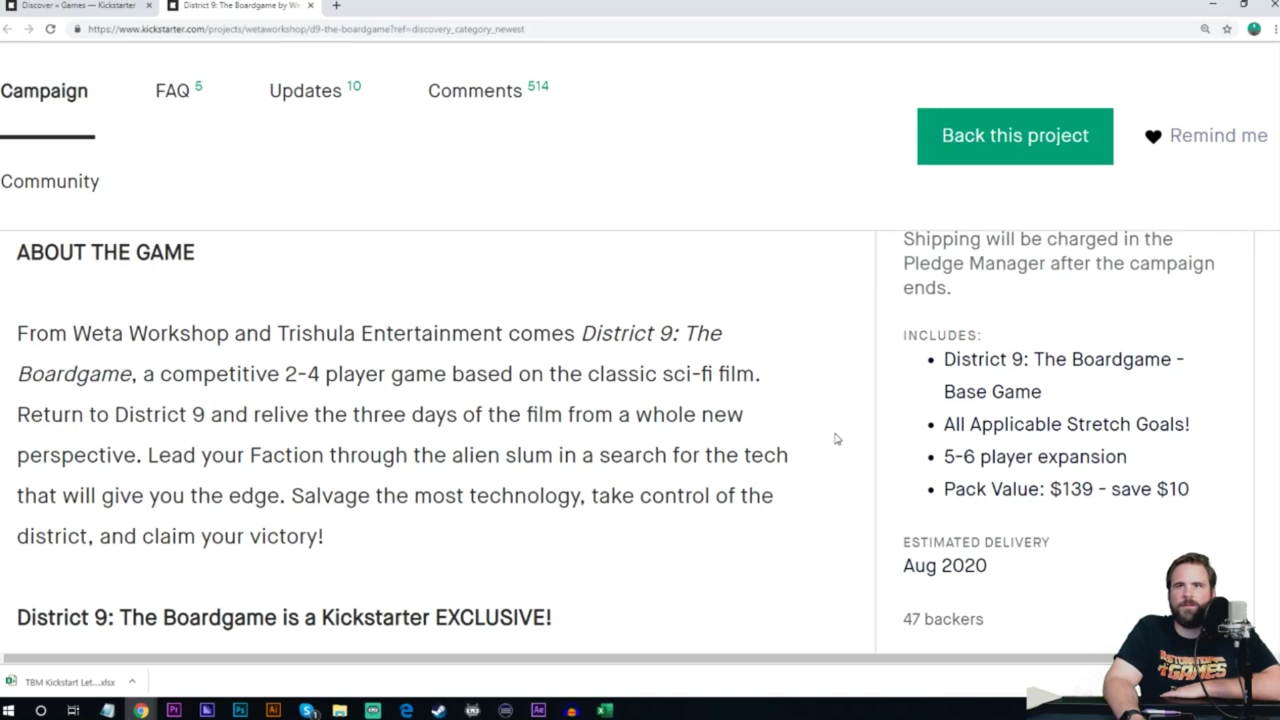 Discover » Games — Kickstarter
District 9: The Boardgame by We
https://www.kickstarter.com/projects/wetaworkshop/d9-the-boardgame?ref=discovery_category_newest
Campaign
FAQ 5
Updates 10
Comments 514
Back this project
Remind me
Community
ABOUT THE GAME
From Weta Workshop and Trishula Entertainment comes District 9: The
Boardgame, a competitive 2-4 player game based on the classic sci-fi film.
Return to District 9 and relive the three days of the film from a whole new
perspective. Lead your Faction through the alien slum in a search for the tech
that will give you the edge. Salvage the most technology, take control of the
district, and claim your victory!
District 9: The Boardgame is a Kickstarter EXCLUSIVE!
Shipping will be charged in the
Pledge Manager after the campaign
ends.
INCLUDES:
• District 9: The Boardgame -
Base Game
• All Applicable Stretch Goals!
• 5-6 player expansion
• Pack Value: $139 - save $10
ESTIMATED DELIVERY
Aug 2020
47 backers
GAMES
TBM Kickstart Let....xlsx
Pr
Ps
Ai
Ae